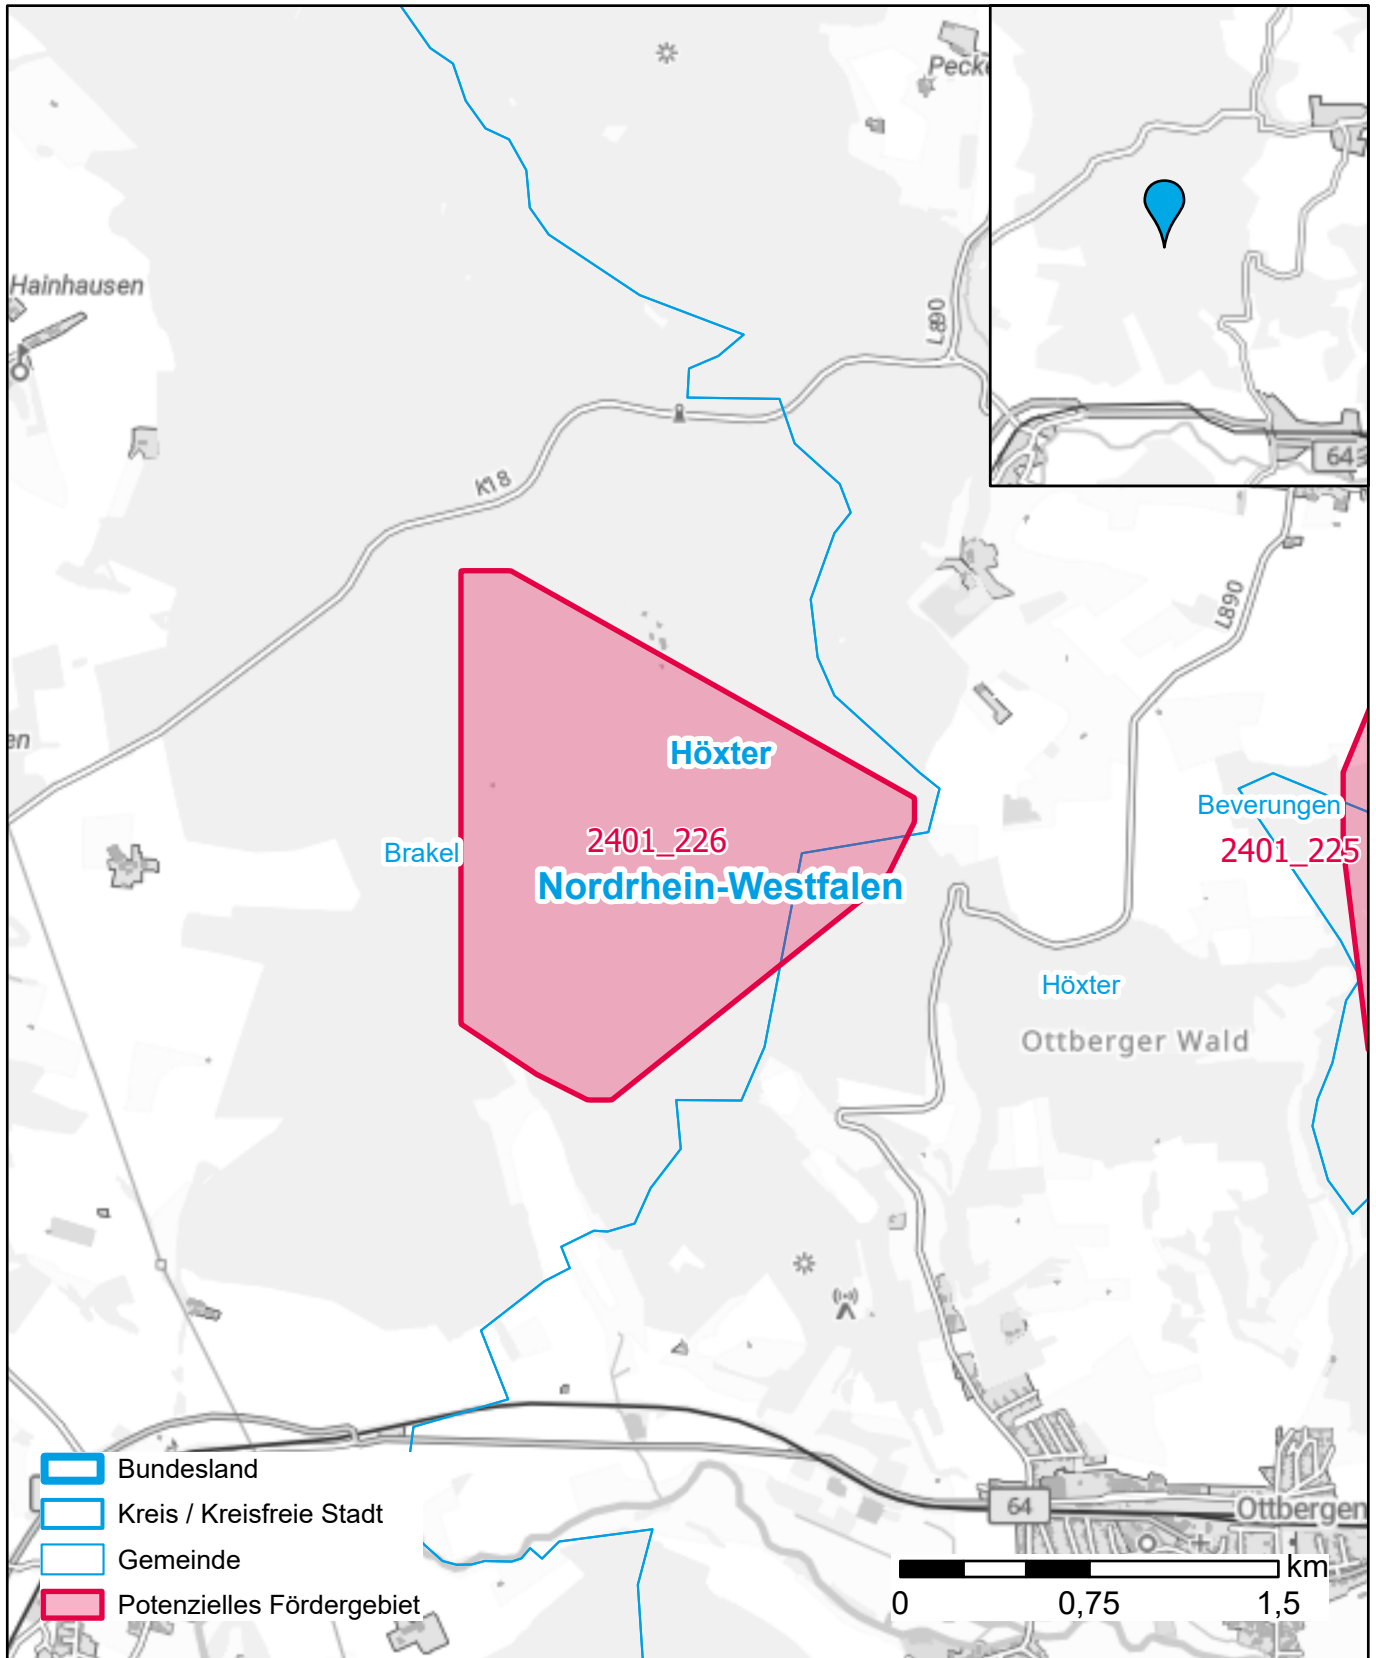 Pecke
Hainhausen
L890
64
K18
L890
en
Höxter
Beverungen
2401_226
Brakel
2401_225
Nordrhein-Westfalen
Höxter
Ottberger Wald
Bundesland
Kreis / Kreisfreie Stadt
64
Ottbergen
Gemeinde
km
Potenzielles Fördergebiet
0 0,75 1,5